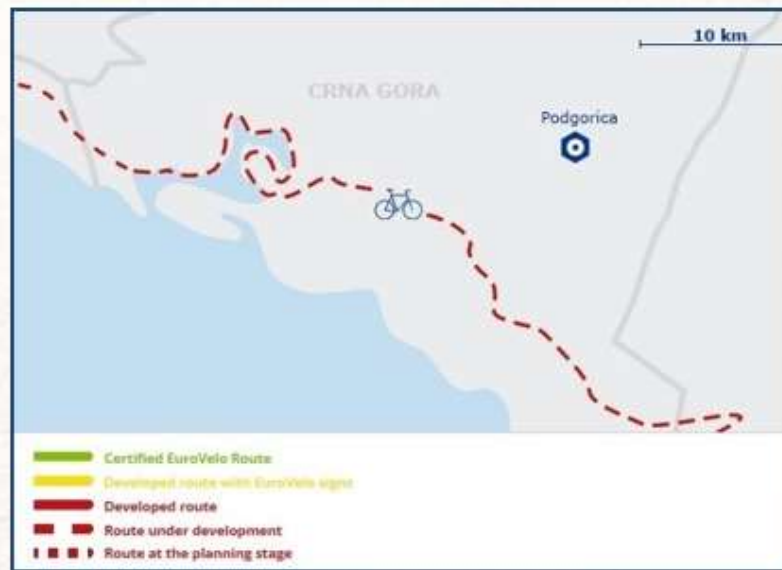 10 km
CRNA GORA
Podgorica
Certified EuroVelo Route
Developed route with EuroVelo signs
Developed route
Route under development
Route at the planning stage